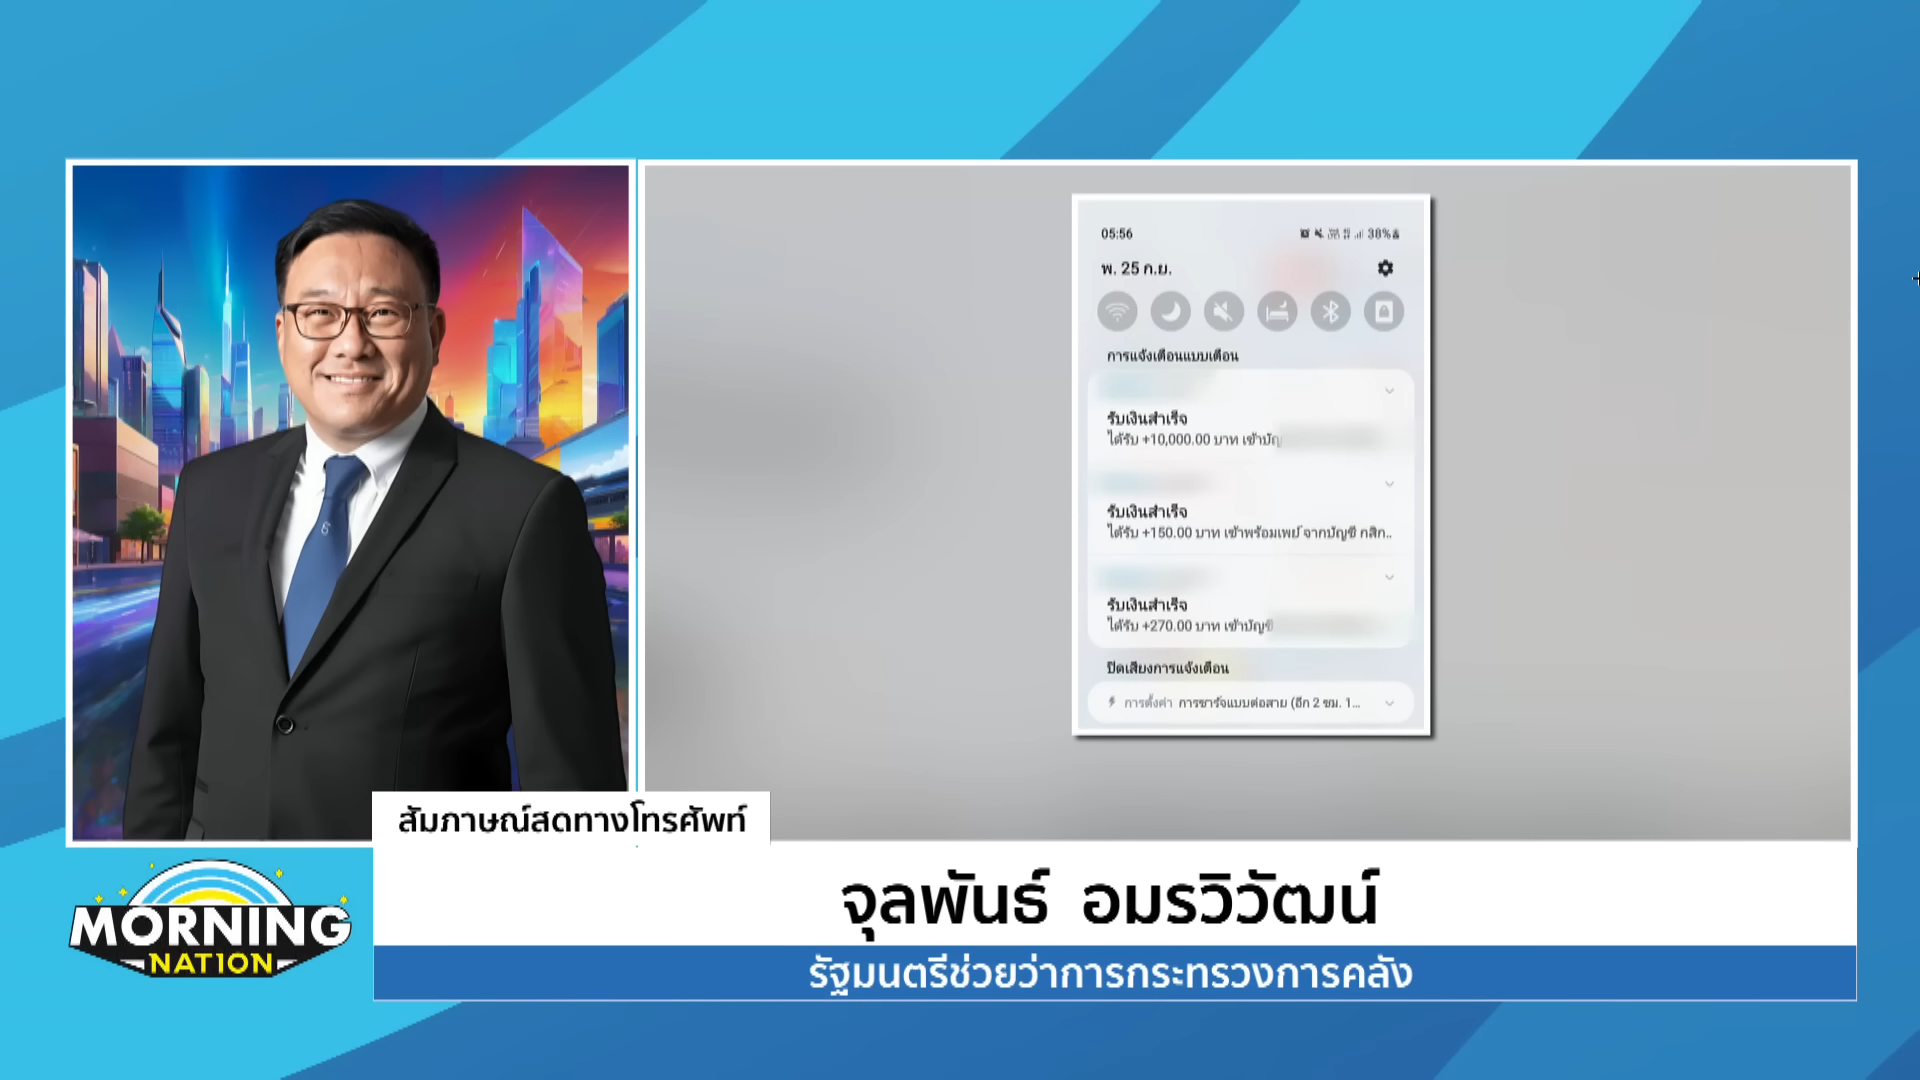 05:56
38%
พ. 25 ก.ย.
การแจ้งเตือนแบบเตือน
รับเงินสำเร็จ
ได้รับ +10,000.00 บาท เข้าบัญ
รับเงินสำเร็จ
ได้รับ +150.00 บาท เข้าพร้อมเพย์ จากบัญชี กสิก..
รับเงินสำเร็จ
ได้รับ +270.00 บาท เข้าบัญชี
ปิดเสียงการแจ้งเตือน
การตั้งค่า การชาร์จแบบต่อสาย (อีก 2 ชม. 1...
สัมภาษณ์สดทางโทรศัพท์
จุลพันธ์ อมรวิวัฒน์
รัฐมนตรีช่วยว่าการกระทรวงการคลัง
MORNING
NATION